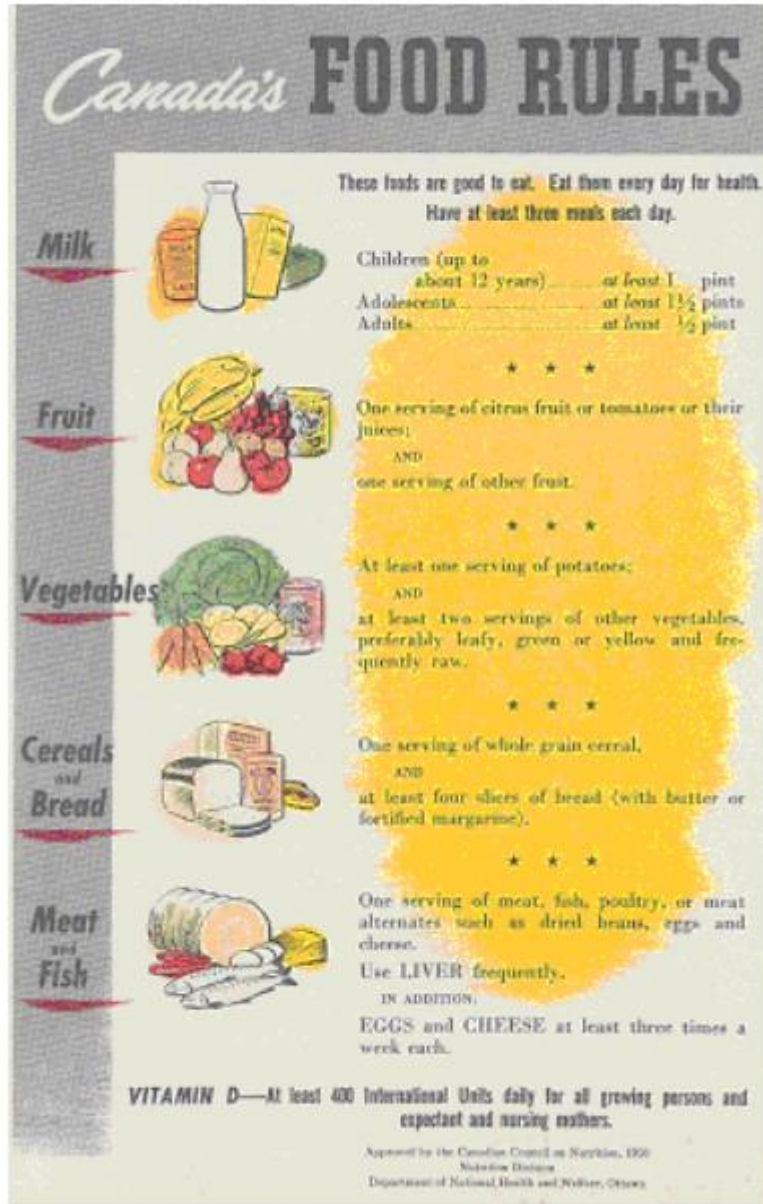 Canada's FOOD RULES
These foods are good to eat. Eat them every day for health.
Have at least three meals each day.
Milk
Children (up to
about 12 years) ........ at least 1 pint
Adolescents ........ at least 1½ pints
Adults ........ at least ½ pint
★ ★ ★
Fruit
One serving of citrus fruit or tomatoes or their
juices;
AND
one serving of other fruit.
★ ★ ★
Vegetables
At least one serving of potatoes;
AND
at least two servings of other vegetables,
preferably leafy, green or yellow and fre-
quently raw.
★ ★ ★
Cereals
and
Bread
One serving of whole grain cereal,
AND
at least four slices of bread (with butter or
fortified margarine).
★ ★ ★
Meat
and
Fish
One serving of meat, fish, poultry, or meat
alternates such as dried beans, eggs and
cheese.
Use LIVER frequently.
IN ADDITION,
EGGS and CHEESE at least three times a
week each.
VITAMIN D—At least 400 International Units daily for all growing persons and
expectant and nursing mothers.
Approved by the Canadian Council on Nutrition,
Nutrition Division
Department of National Health and Welfare, Ottawa